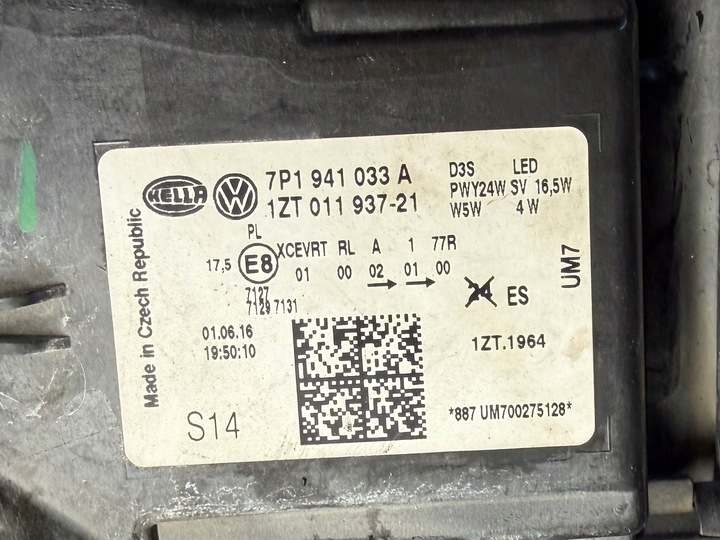 HELLA
7P1 941 033 A
1ZT 011 937-21
D3S LED
PWY24W SV 16,5W
W5W 4 W
PL
17,5 E8
XCEVRT RL A 1 77R
01 00 02 01 00
7127
7129 7131
24 ES
UM7
Made in Czech Republic
01.06.16
19:50:10
1ZT.1964
S14
*887 UM700275128*